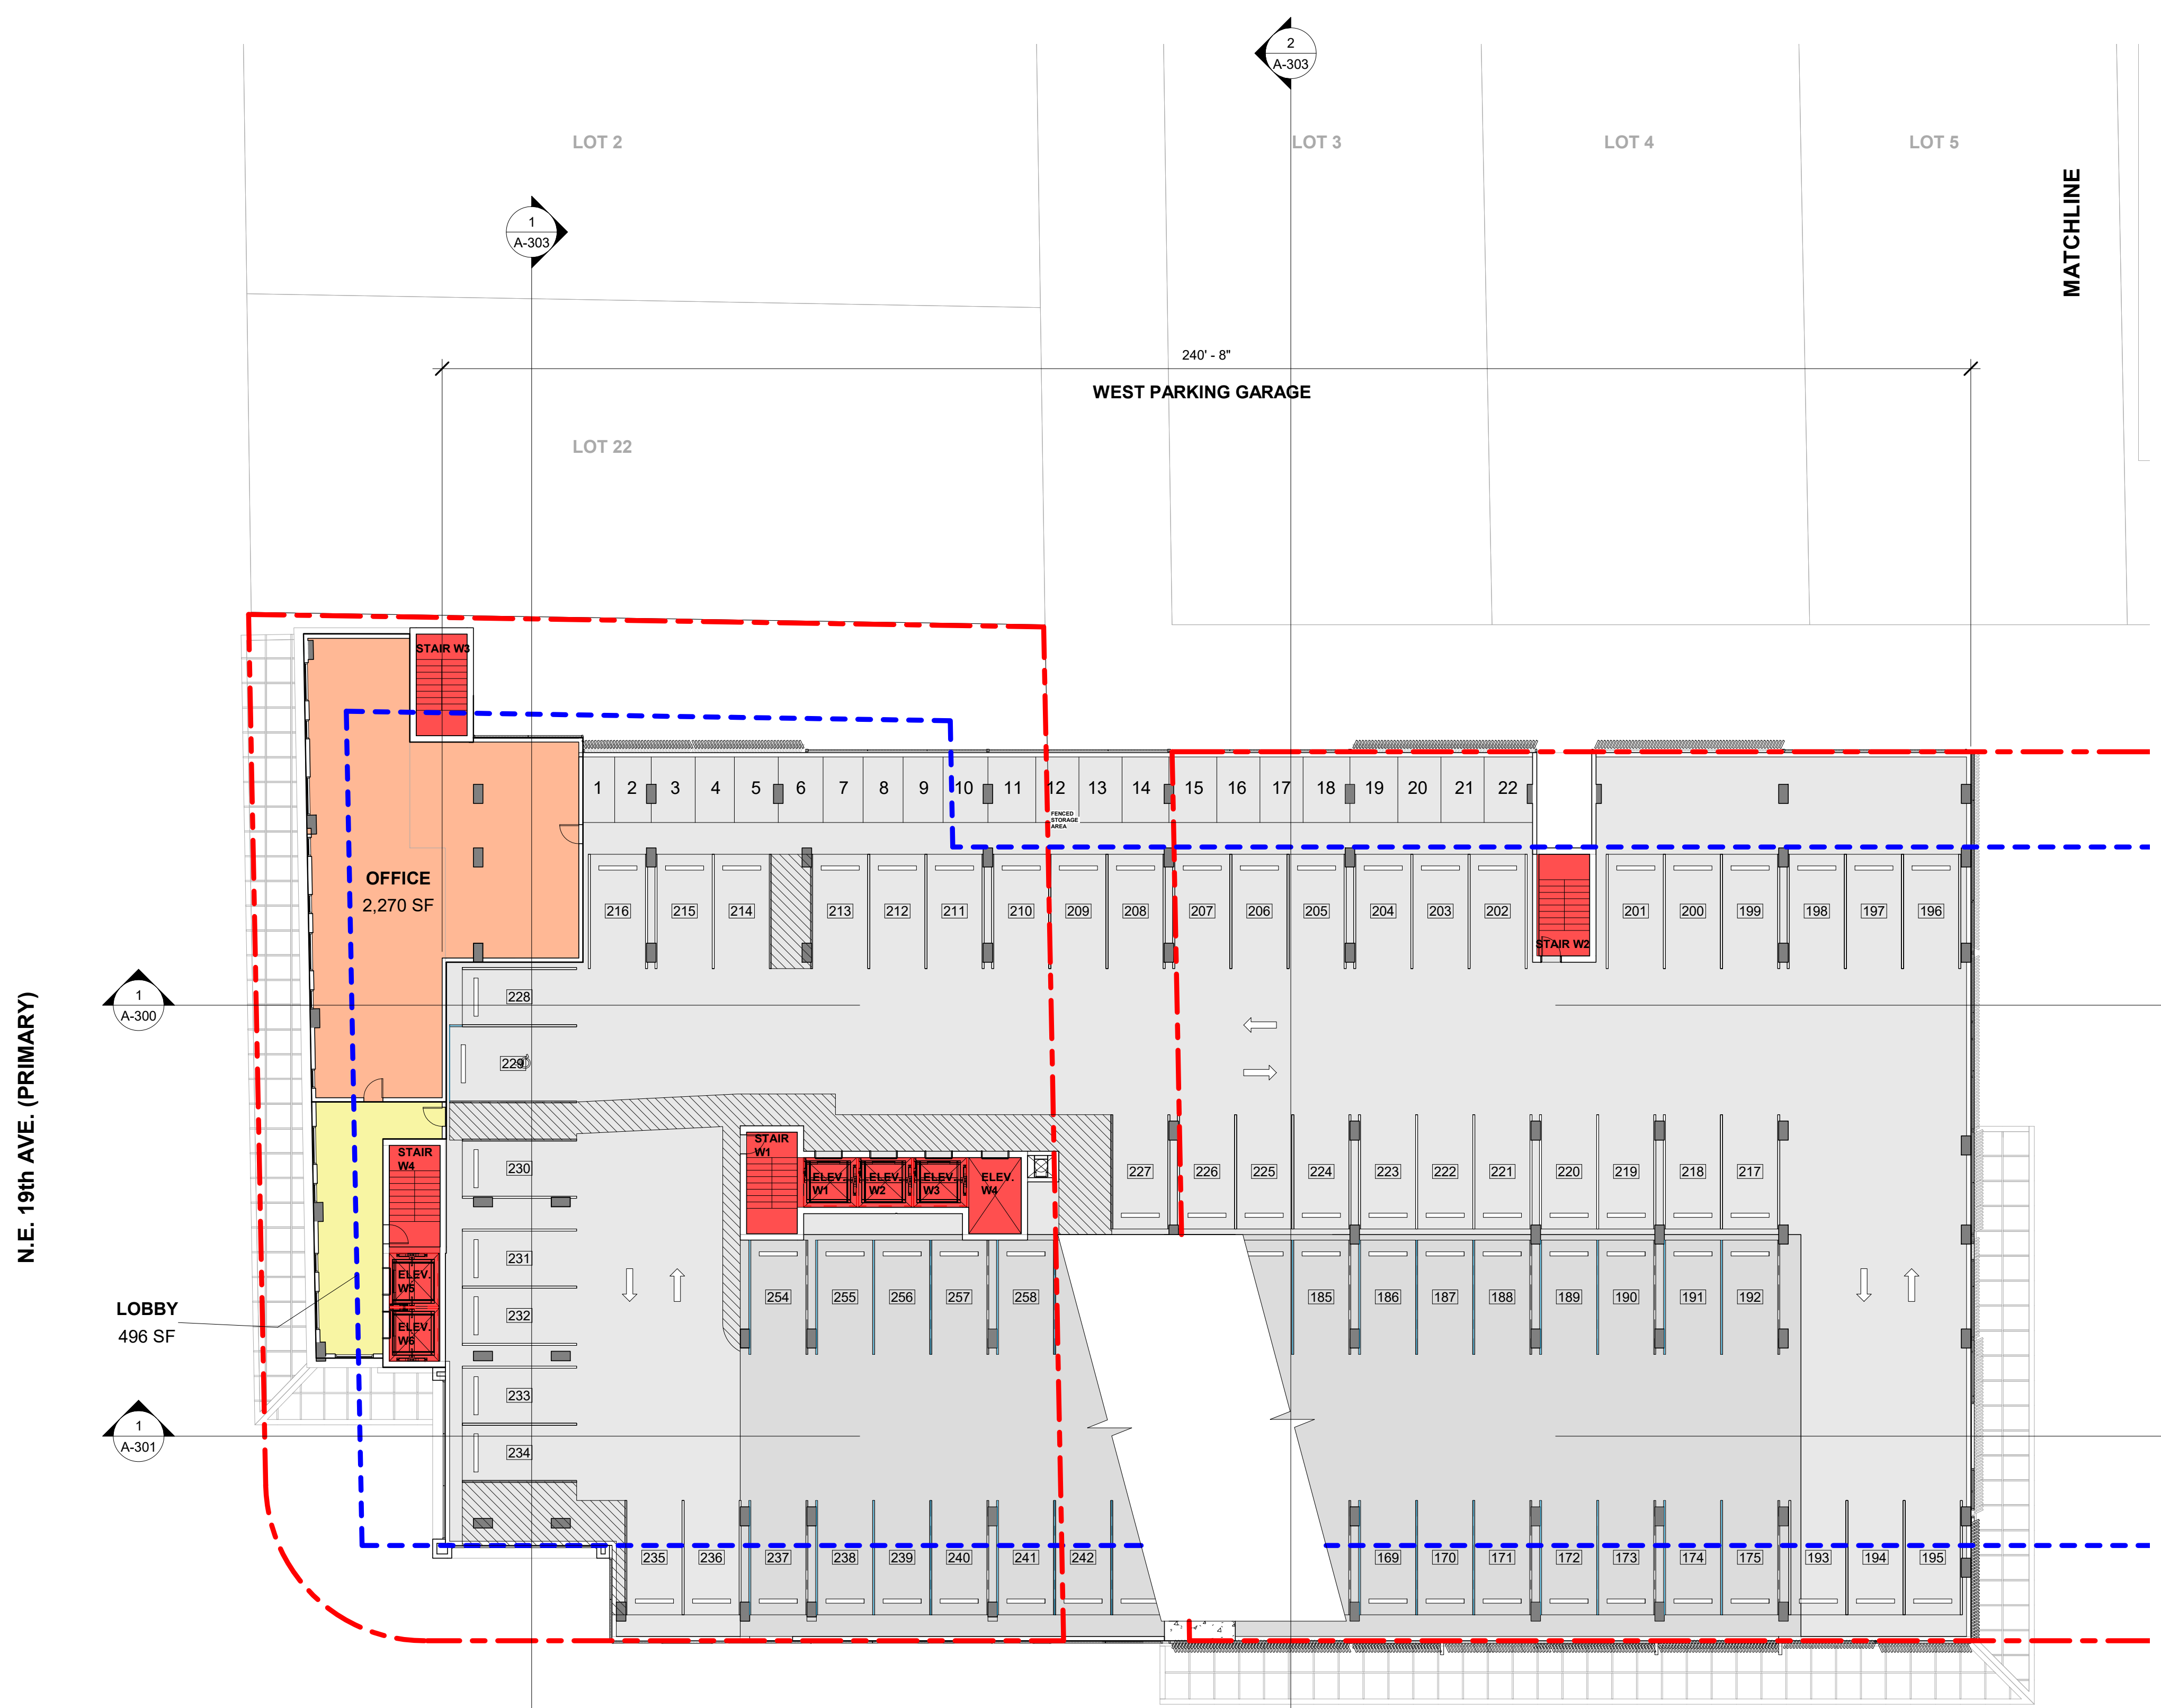 2
A-303
LOT 2
LOT 3
LOT 4
LOT 5
MATCHLINE
1
A-303
240' - 8"
WEST PARKING GARAGE
LOT 22
STAIR W3
1 2 3 4 5 6 7 8 9 10 11 12 13 14 15 16 17 18 19 20 21 22
FENCED
STORAGE
AREA
OFFICE
2,270 SF
216 215 214 213 212 211 210 209 208 207 206 205 204 203 202 201 200 199 198 197 196
STAIR W2
228
1
A-300
229
N.E. 19th AVE. (PRIMARY)
STAIR
W1
STAIR
W4
230
ELEV.
W1
ELEV.
W2
ELEV.
W3
ELEV.
W4
227 226 225 224 223 222 221 220 219 218 217
231
ELEV.
W5
254 255 256 257 258 185 186 187 188 189 190 191 192
LOBBY
496 SF
232
ELEV.
W6
233
1
A-301
234
235 236 237 238 239 240 241 242 169 170 171 172 173 174 175 193 194 195